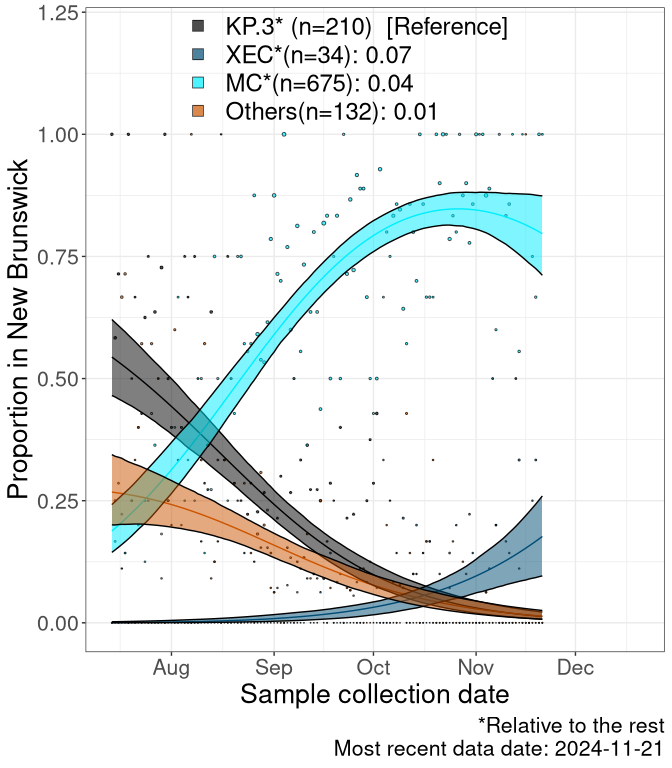 KP.3* (n=210)  [Reference]
XEC*(n=34): 0.07
MC*(n=675): 0.04
Others(n=132): 0.01
Proportion in New Brunswick
1.25
1.00
0.75
0.50
0.25
0.00
Aug Sep Oct Nov Dec
Sample collection date
*Relative to the rest
Most recent data date: 2024-11-21